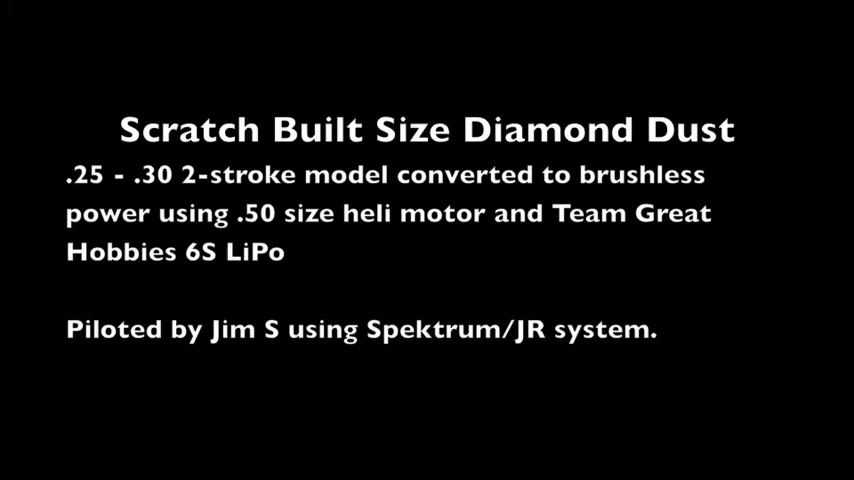 Scratch Built Size Diamond Dust
.25 - .30 2-stroke model converted to brushless
power using .50 size heli motor and Team Great
Hobbies 6S LiPo
Piloted by Jim S using Spektrum/JR system.